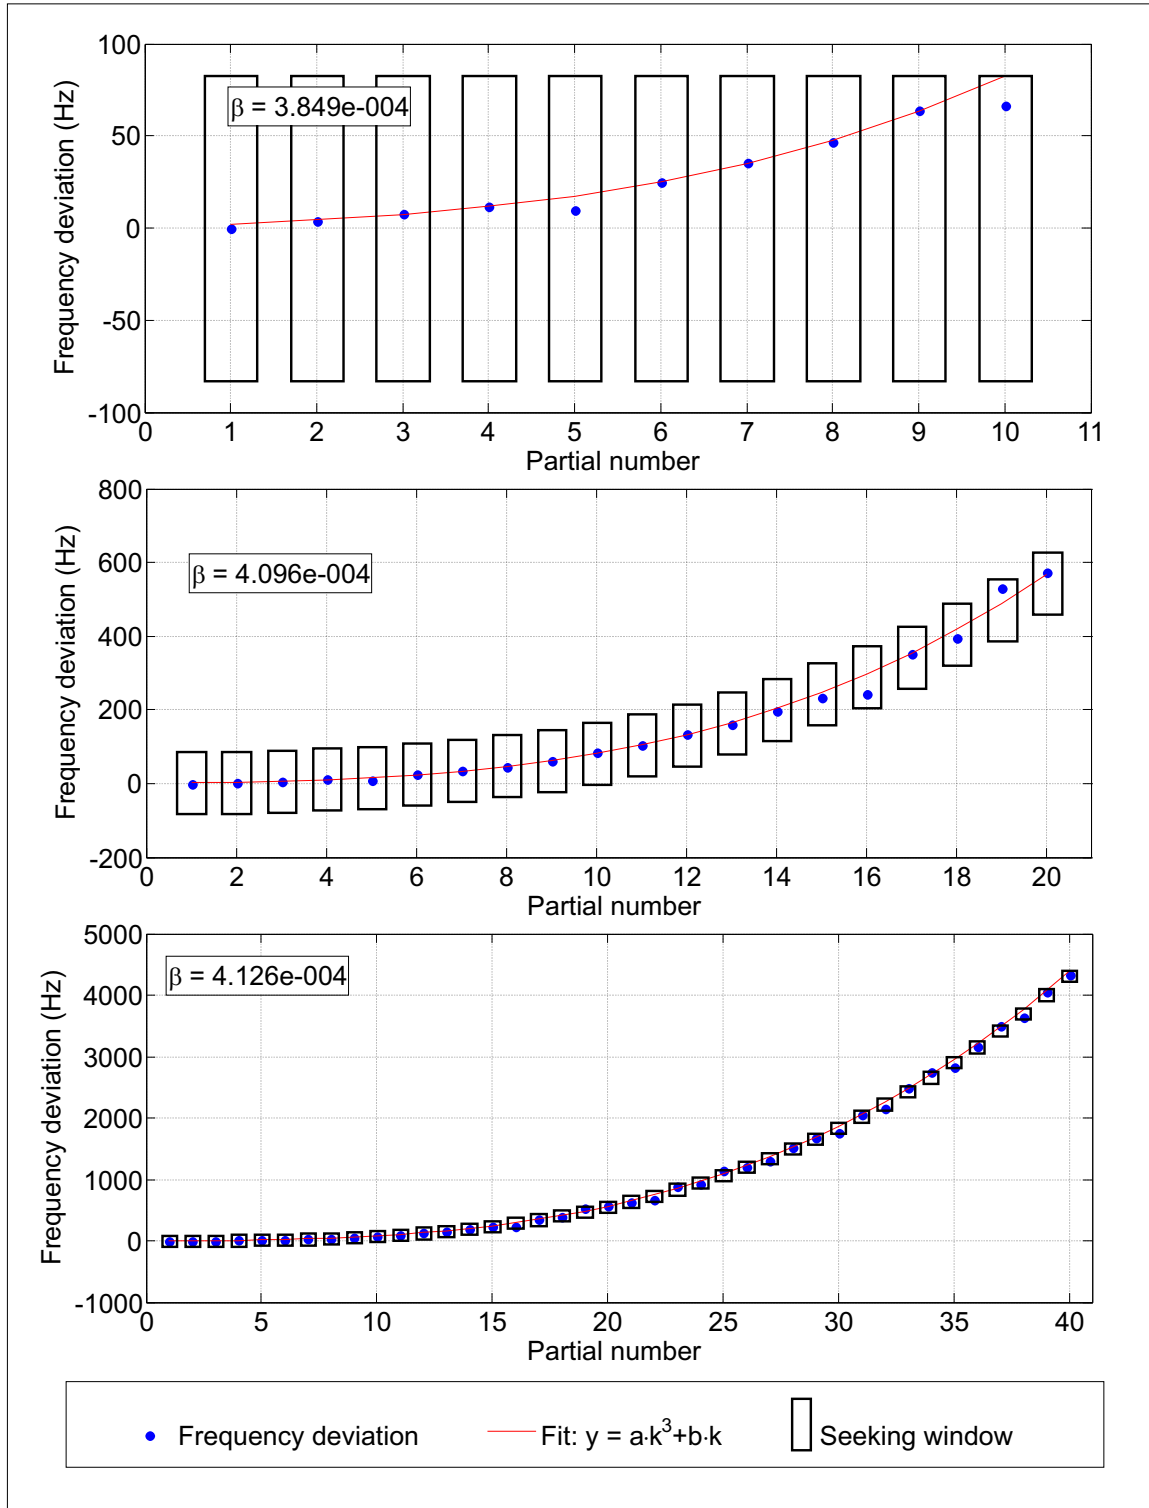 100
50
0
-50
-100
Frequency deviation (Hz)
β = 3.849e-004
0 1 2 3 4 5 6 7 8 9 10 11
Partial number
800
600
400
200
0
-200
Frequency deviation (Hz)
β = 4.096e-004
0 2 4 6 8 10 12 14 16 18 20
Partial number
5000
4000
3000
2000
1000
0
-1000
Frequency deviation (Hz)
β = 4.126e-004
0 5 10 15 20 25 30 35 40
Partial number
Frequency deviation Fit: y = a·k³+b·k Seeking window